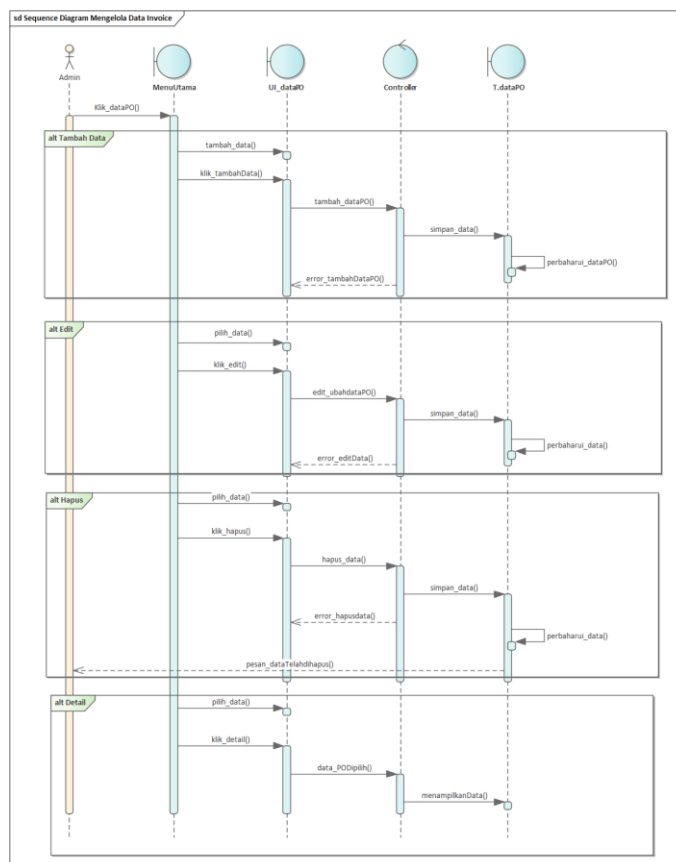 sd Sequence Diagram Mengelola Data Invoice
Admin
MenuUtama
UI_dataPO
Controller
T.dataPO
Klik_dataPO()
alt Tambah Data
tambah_data()
klik_tambahData()
tambah_dataPO()
simpan_data()
perbaharui_dataPO()
error_tambahDataPO()
alt Edit
pilih_data()
klik_edit()
edit_ubahdataPO()
simpan_data()
perbaharui_data()
error_editData()
alt Hapus
pilih_data()
klik_hapus()
hapus_data()
simpan_data()
error_hapusdata()
perbaharui_data()
pesan_dataTelahdihapus()
alt Detail
pilih_data()
klik_detail()
data_PODipilih()
menampilkanData()